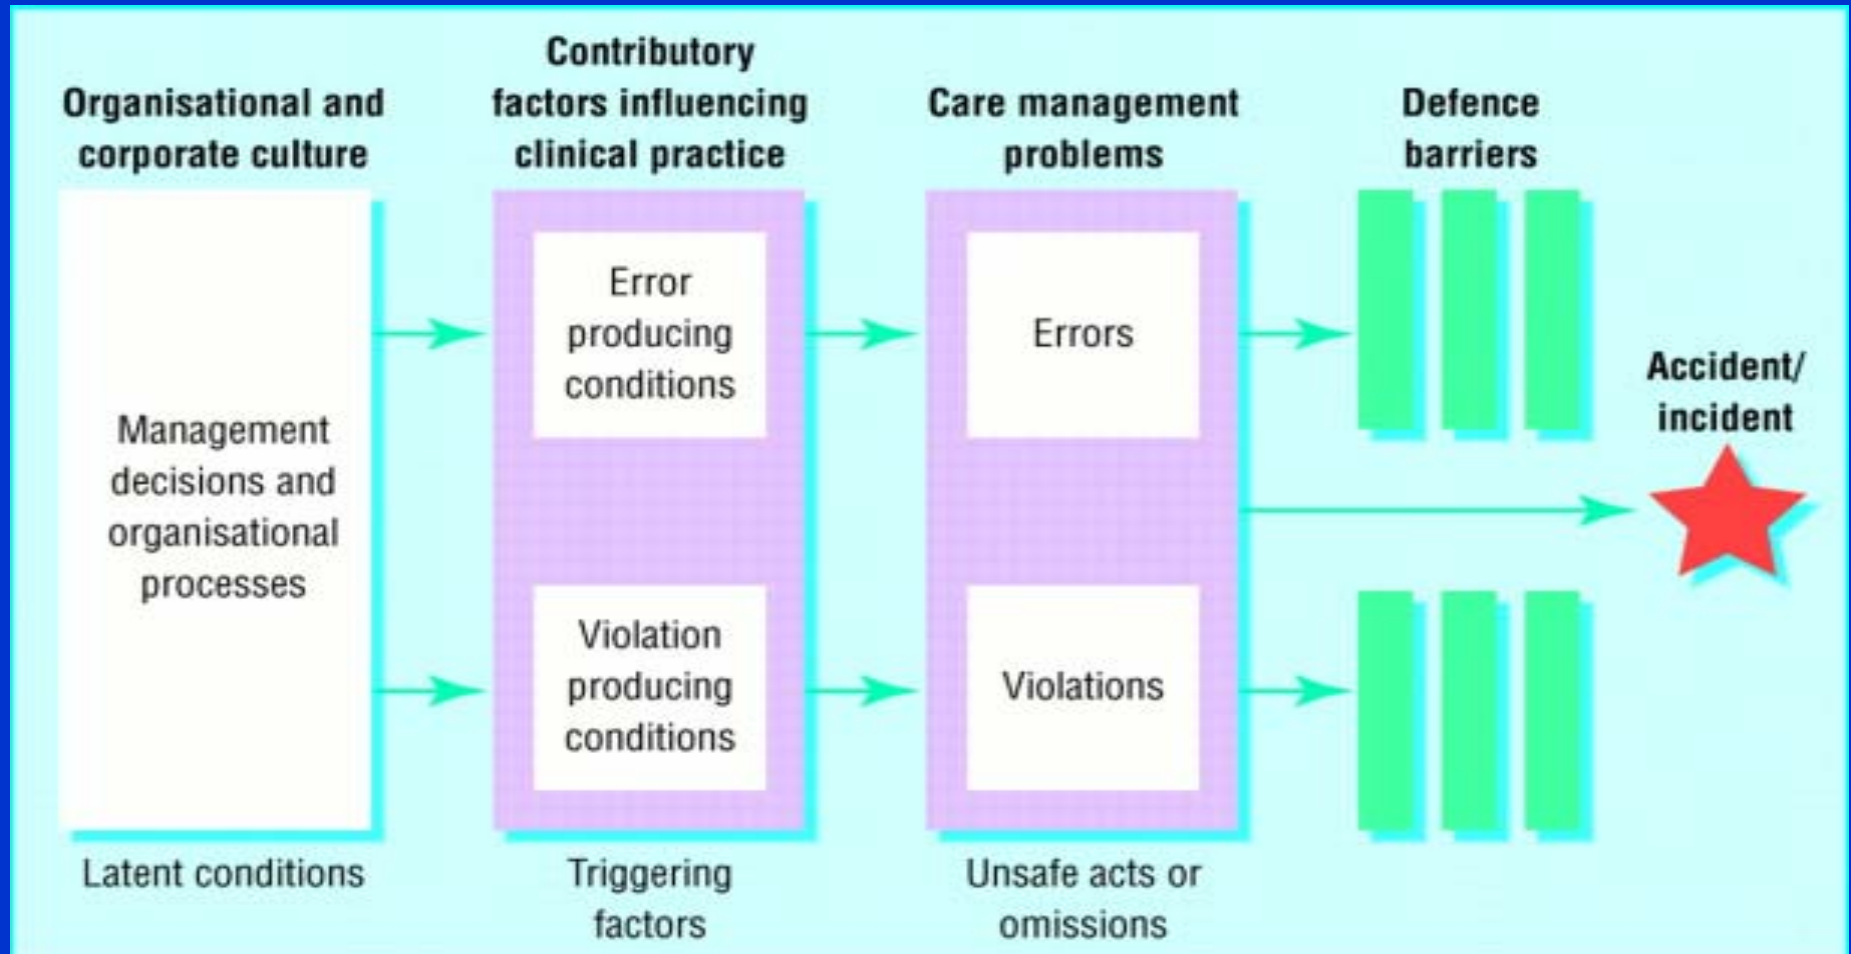 Organisational and
corporate culture
Contributory
factors influencing
clinical practice
Care management
problems
Defence
barriers
Management
decisions and
organisational
processes
Error
producing
conditions
Violation
producing
conditions
Errors
Violations
Accident/
incident
Latent conditions
Triggering
factors
Unsafe acts or
omissions